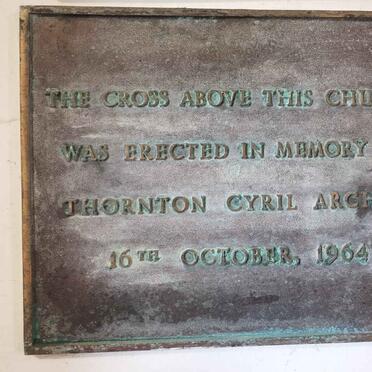 THE CROSS ABOVE THIS
WAS ERECTED IN MEMORY
THORNTON CYRIL
16TH OCTOBER, 1964